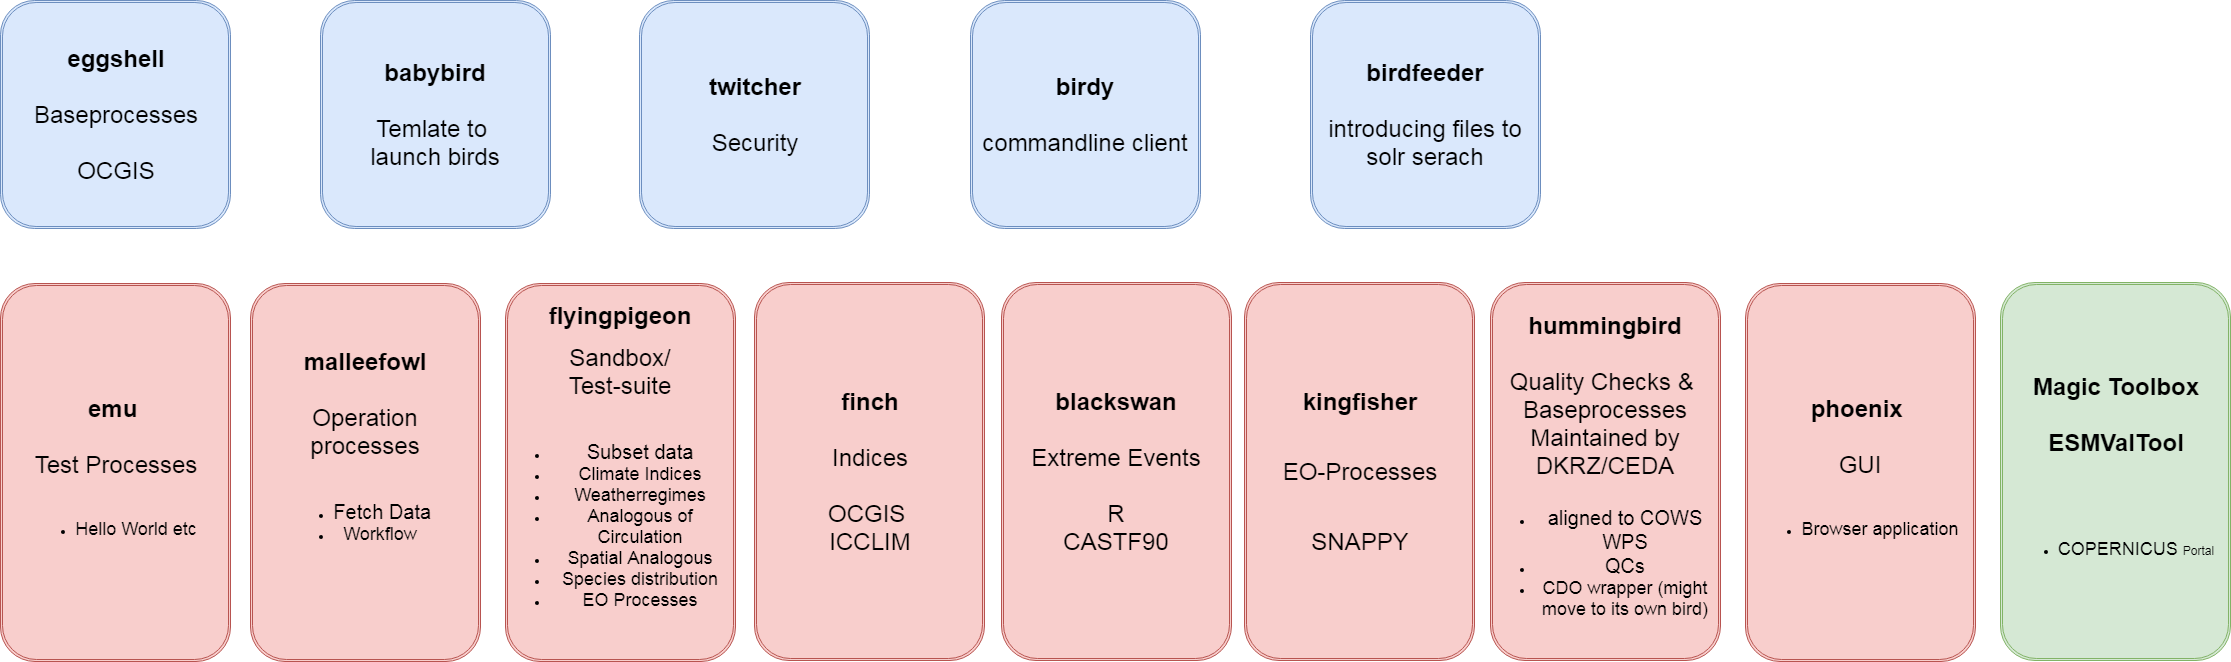 eggshell
Baseprocesses
OCGIS
babybird
Temlate to
launch birds
twitcher
Security
birdy
commandline client
birdfeeder
introducing files to
solr serach
emu
Test Processes
• Hello World etc
malleefowl
Operation
processes
• Fetch Data
• Workflow
flyingpigeon
Sandbox/
Test-suite
• Subset data
• Climate Indices
• Weatherregimes
• Analogous of
Circulation
• Spatial Analogous
• Species distribution
• EO Processes
finch
Indices
OCGIS
ICCLIM
blackswan
Extreme Events
R
CASTF90
kingfisher
EO-Processes
SNAPPY
hummingbird
Quality Checks &
Baseprocesses
Maintained by
DKRZ/CEDA
• aligned to COWS
WPS
• QCs
• CDO wrapper (might
move to its own bird)
phoenix
GUI
• Browser application
Magic Toolbox
ESMValTool
• COPERNICUS Portal